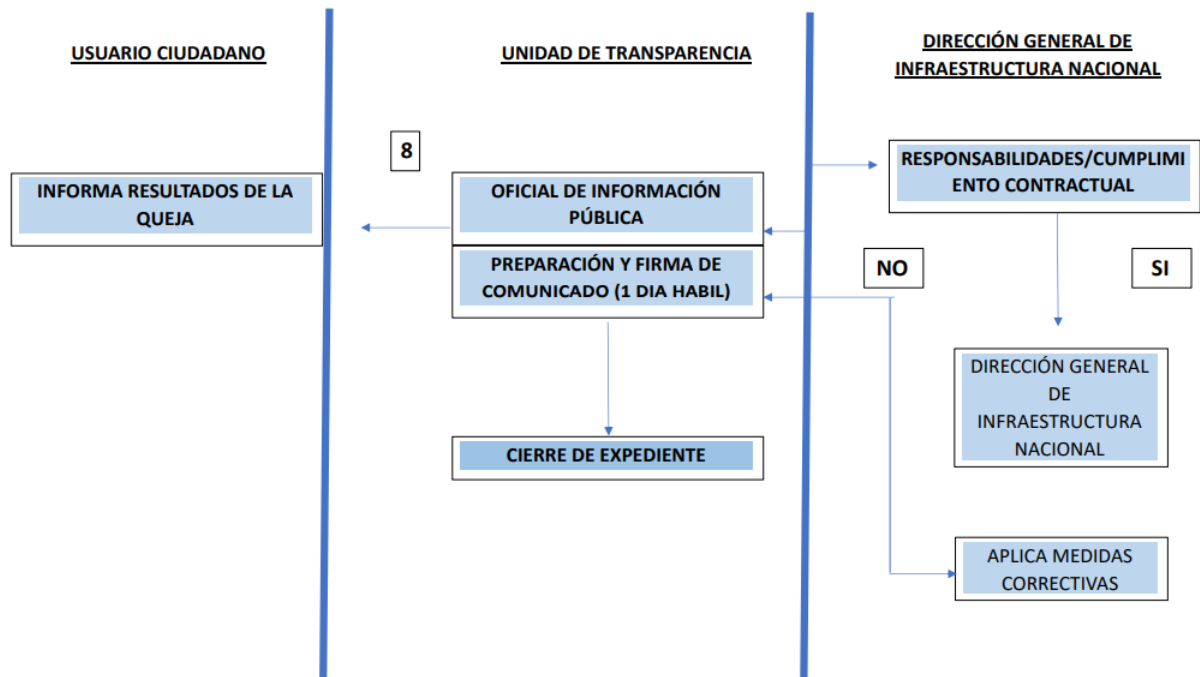 USUARIO CIUDADANO
UNIDAD DE TRANSPARENCIA
DIRECCIÓN GENERAL DE
INFRAESTRUCTURA NACIONAL
8
INFORMA RESULTADOS DE LA
QUEJA
OFICIAL DE INFORMACIÓN
PÚBLICA
PREPARACIÓN Y FIRMA DE
COMUNICADO (1 DIA HABIL)
CIERRE DE EXPEDIENTE
RESPONSABILIDADES/CUMPLIMI
ENTO CONTRACTUAL
NO
SI
DIRECCIÓN GENERAL
DE
INFRAESTRUCTURA
NACIONAL
APLICA MEDIDAS
CORRECTIVAS